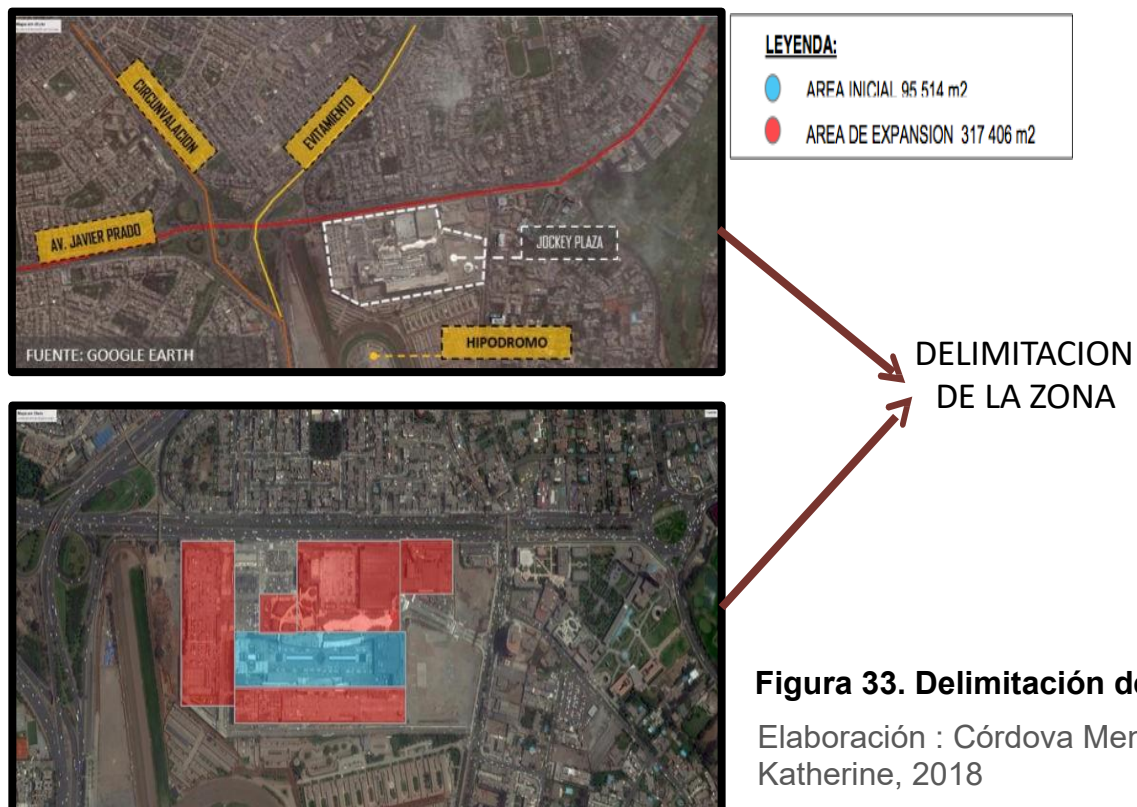 CIRCUNVALACION
EVITAMIENTO
AV. JAVIER PRADO
JOCKEY PLAZA
HIPODROMO
FUENTE: GOOGLE EARTH
LEYENDA:
AREA INICIAL 95 514 m2
AREA DE EXPANSION 317 406 m2
DELIMITACION
DE LA ZONA
Figura 33. Delimitación de
Elaboración : Córdova Mer
Katherine, 2018